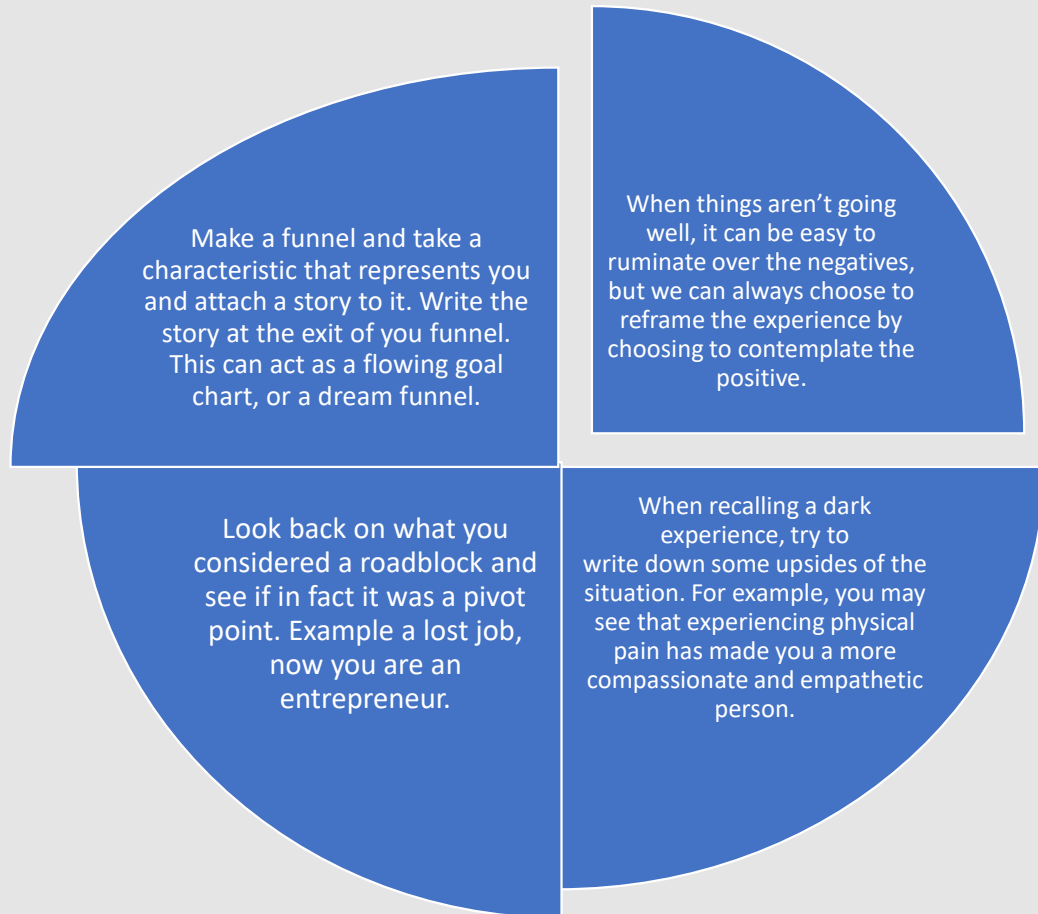 Make a funnel and take a
characteristic that represents you
and attach a story to it. Write the
story at the exit of you funnel.
This can act as a flowing goal
chart, or a dream funnel.
When things aren’t going
well, it can be easy to
ruminate over the negatives,
but we can always choose to
reframe the experience by
choosing to contemplate the
positive.
Look back on what you
considered a roadblock and
see if in fact it was a pivot
point. Example a lost job,
now you are an
entrepreneur.
When recalling a dark
experience, try to
write down some upsides of the
situation. For example, you may
see that experiencing physical
pain has made you a more
compassionate and empathetic
person.